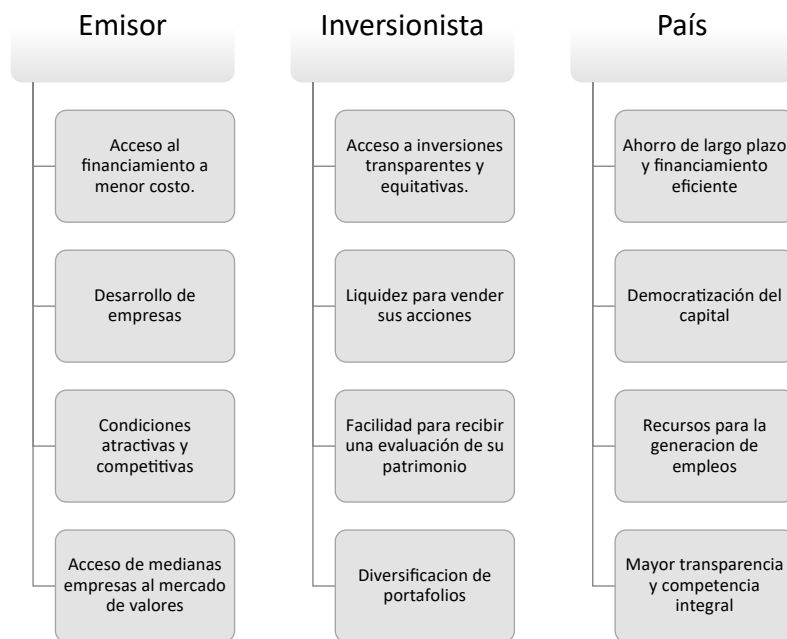 Emisor
Acceso al
financiamiento a
menor costo.
Desarrollo de
empresas
Condiciones
atractivas y
competitivas
Acceso de medianas
empresas al mercado
de valores
Inversionista
Acceso a inversiones
transparentes y
equitativas.
Liquidez para vender
sus acciones
Facilidad para recibir
una evaluación de su
patrimonio
Diversificacion de
portafolios
País
Ahorro de largo plazo
y financiamiento
eficiente
Democratización del
capital
Recursos para la
generacion de
empleos
Mayor transparencia
y competencia
integral